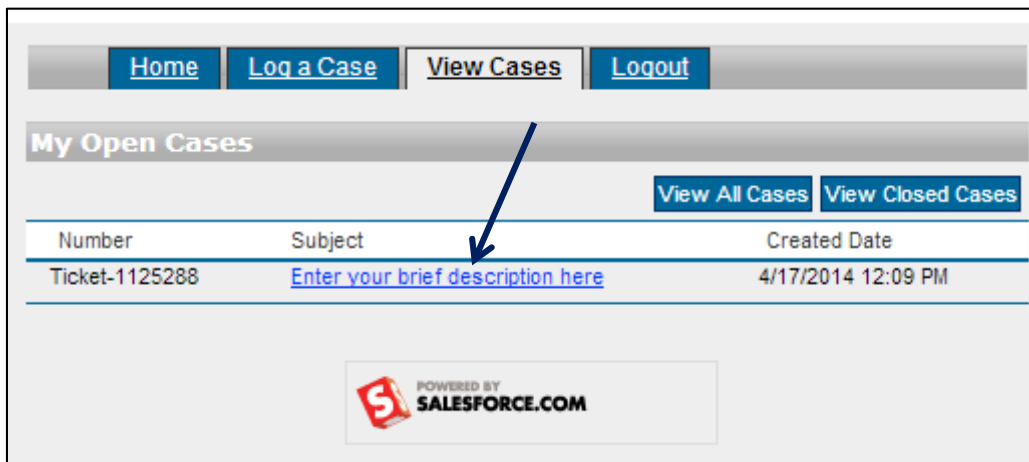 Home Log a Case View Cases Logout
My Open Cases
View All Cases View Closed Cases
Number Subject Created Date
Ticket-1125288 Enter your brief description here 4/17/2014 12:09 PM
POWERED BY
SALESFORCE.COM